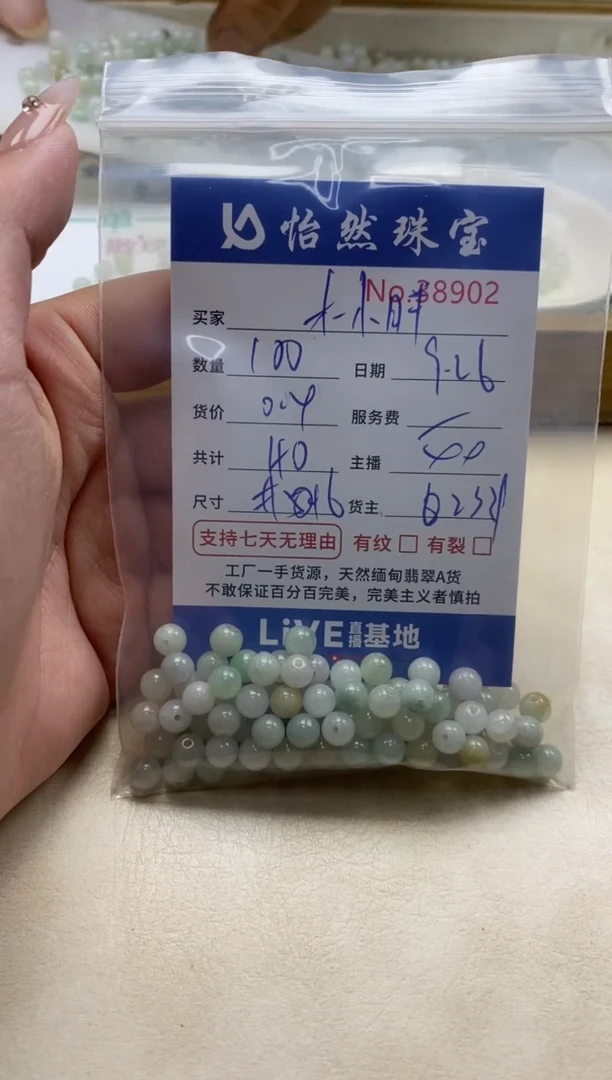 怡然珠宝
No.38902
买家
数量 100 日期 9.26
货价 0.4 服务费
共计 40 主播
尺寸 货主
支持七天无理由 有纹 □ 有裂 □
工厂一手货源，天然缅甸翡翠A货
不敢保证百分百完美，完美主义者慎拍
LiVE直播基地